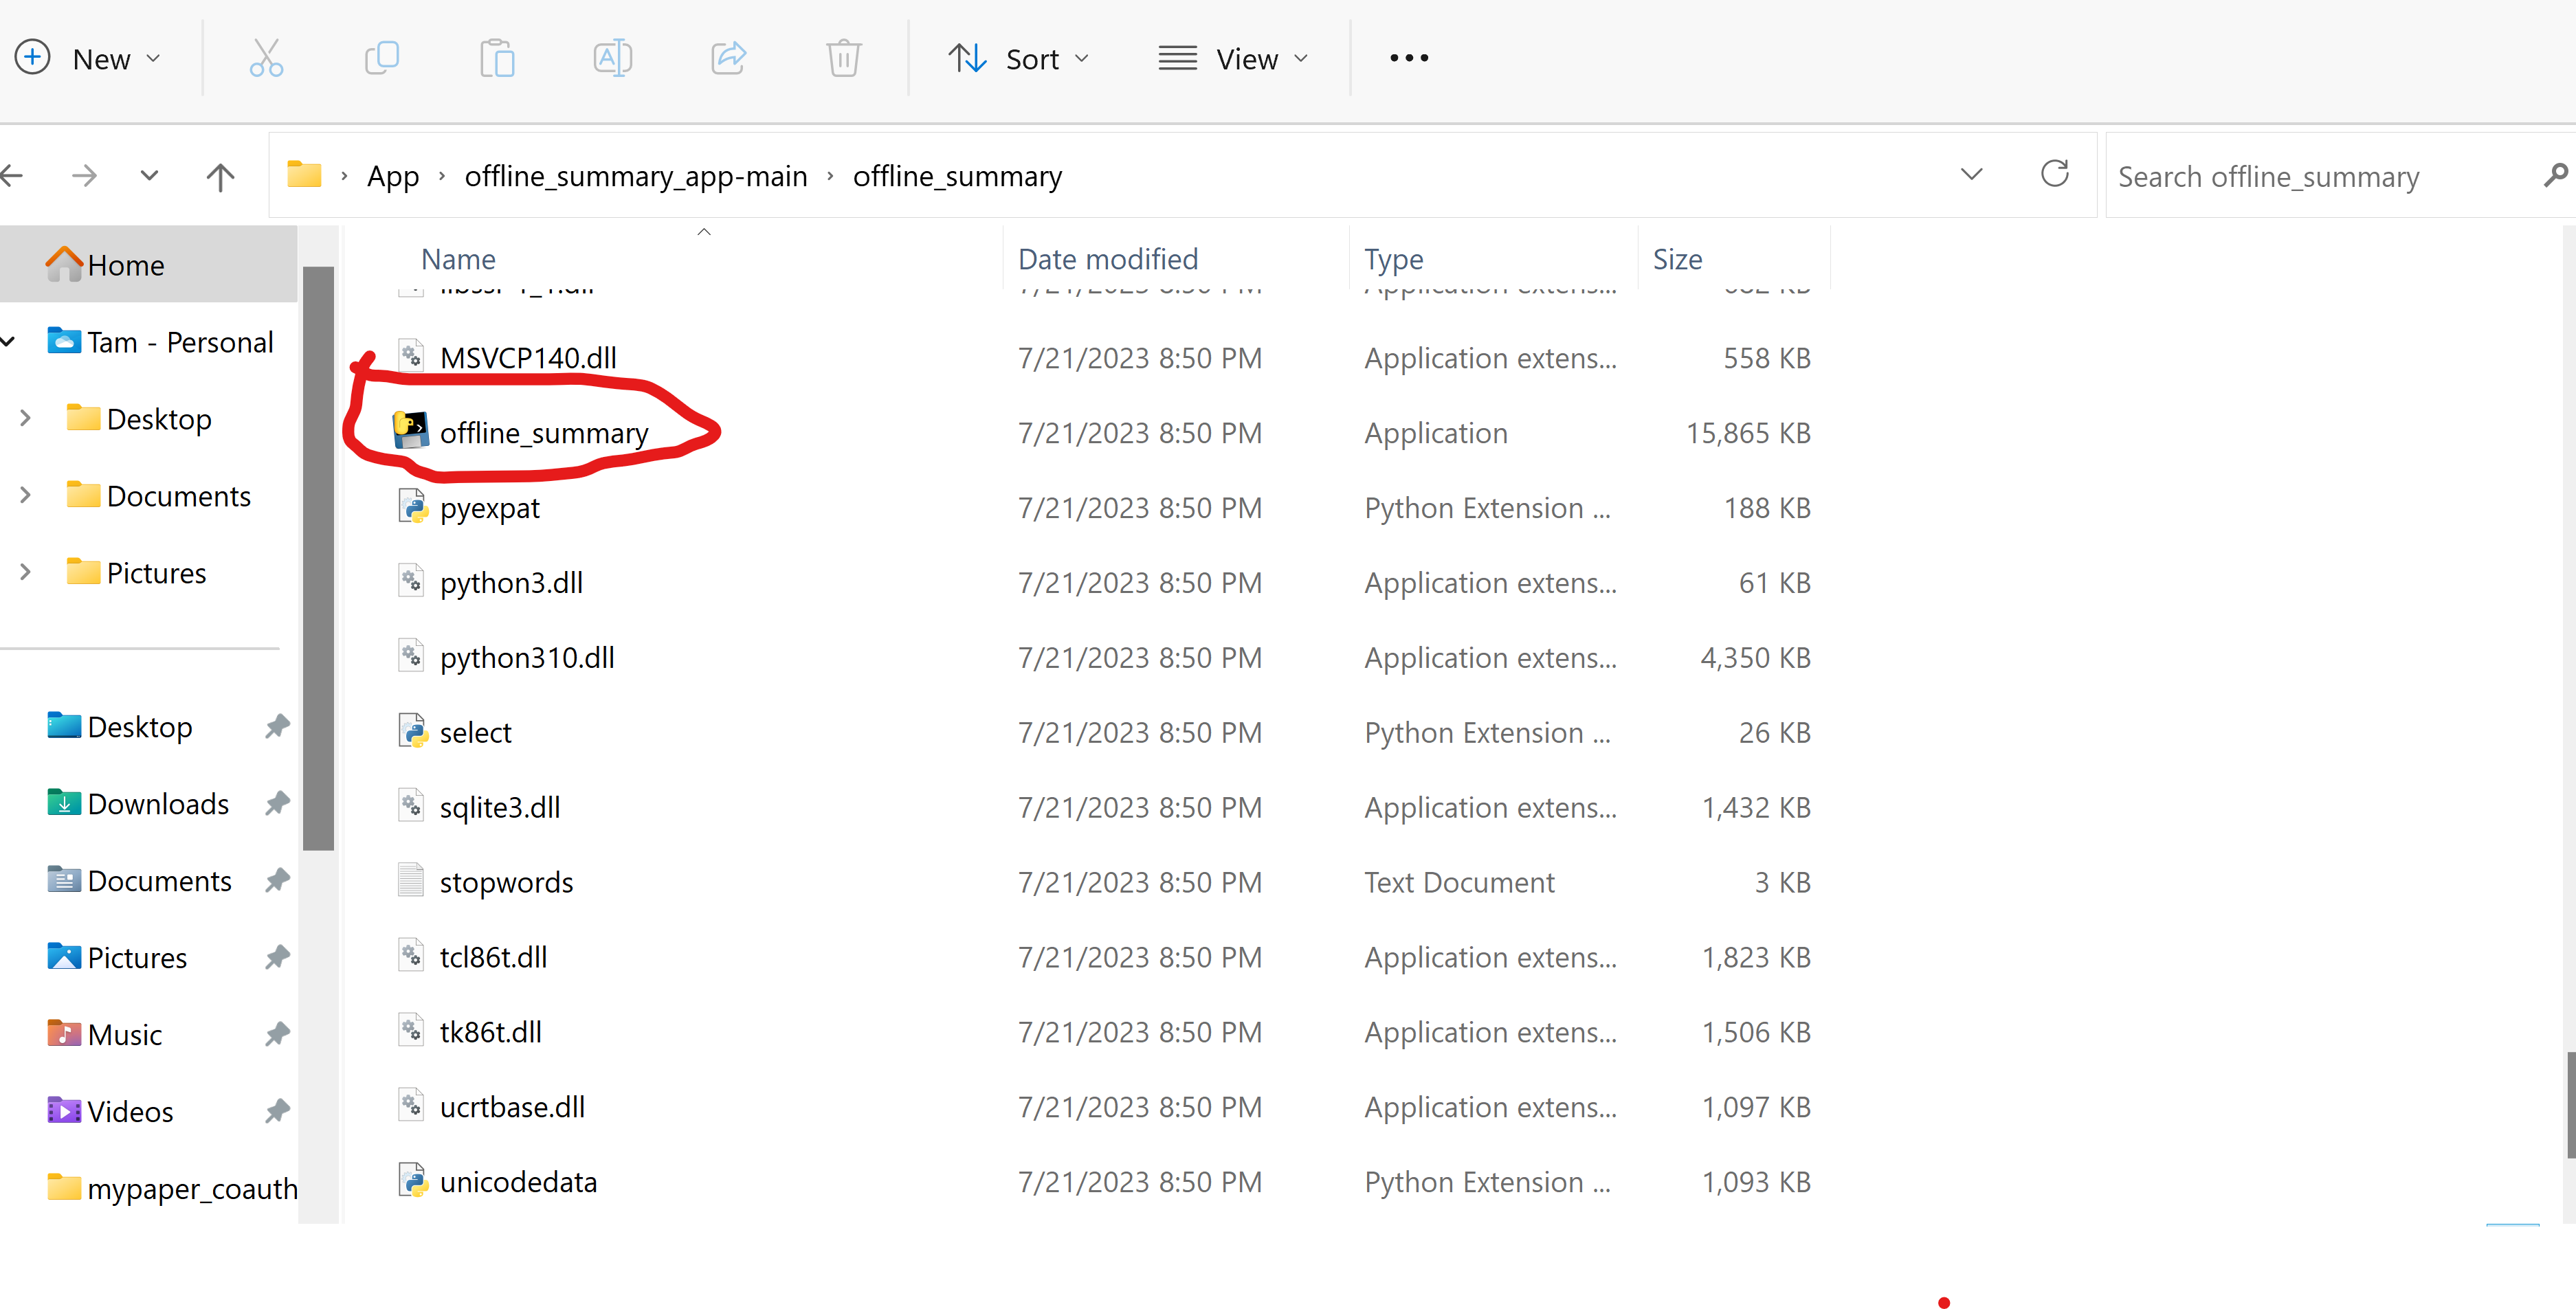 New
Sort
View
App › offline_summary_app-main › offline_summary
Search offline_summary
Home
Tam - Personal
Desktop
Documents
Pictures
Desktop
Downloads
Documents
Pictures
Music
Videos
mypaper_coauth
Name Date modified Type Size
MSVCP140.dll 7/21/2023 8:50 PM Application extens... 558 KB
offline_summary 7/21/2023 8:50 PM Application 15,865 KB
pyexpat 7/21/2023 8:50 PM Python Extension ... 188 KB
python3.dll 7/21/2023 8:50 PM Application extens... 61 KB
python310.dll 7/21/2023 8:50 PM Application extens... 4,350 KB
select 7/21/2023 8:50 PM Python Extension ... 26 KB
sqlite3.dll 7/21/2023 8:50 PM Application extens... 1,432 KB
stopwords 7/21/2023 8:50 PM Text Document 3 KB
tcl86t.dll 7/21/2023 8:50 PM Application extens... 1,823 KB
tk86t.dll 7/21/2023 8:50 PM Application extens... 1,506 KB
ucrtbase.dll 7/21/2023 8:50 PM Application extens... 1,097 KB
unicodedata 7/21/2023 8:50 PM Python Extension ... 1,093 KB